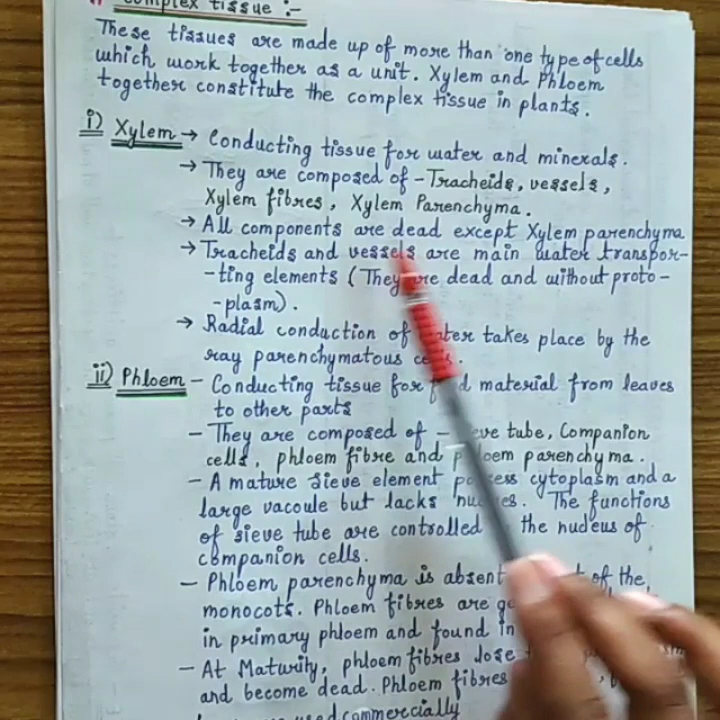 Complex tissue :-
These tissues are made up of more than one type of cells
which work together as a unit. Xylem and Phloem
together constitute the complex tissue in plants.
i) Xylem → Conducting tissue for water and minerals.
→ They are composed of - Tracheids, vessels,
Xylem fibres, Xylem Parenchyma.
→ All components are dead except Xylem parenchyma
→ Tracheids and vessels are main water transpor-
-ting elements (They are dead and without proto-
-plasm).
→ Radial conduction of water takes place by the
ray parenchymatous
ii) Phloem - Conducting tissue for material from leaves
to other parts
- They are composed of - tube, Companion
cells, phloem fibre and phloem parenchyma.
- A mature sieve element cytoplasm and a
large vacoule but lacks The functions
of sieve tube are controlled the nucleus of
companion cells.
- Phloem parenchyma is absent of the
monocots. Phloem fibres are
in primary phloem and found in
- At Maturity, phloem fibres lose
and become dead. Phloem fibres
used commercially